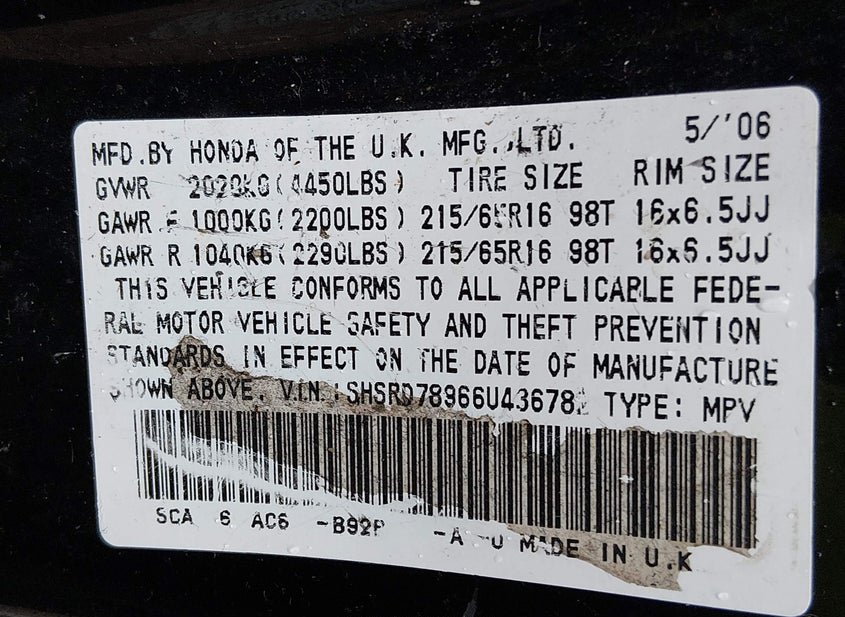 MFD.BY HONDA OF THE U.K. MFG.,LTD. 5/'06
GVWR 2020KG(4450LBS) TIRE SIZE RIM SIZE
GAWR F 1000KG(2200LBS) 215/65R16 98T 16x6.5JJ
GAWR R 1040KG(2290LBS) 215/65R16 98T 16x6.5JJ
THIS VEHICLE CONFORMS TO ALL APPLICABLE FEDE-
RAL MOTOR VEHICLE SAFETY AND THEFT PREVENTION
STANDARDS IN EFFECT ON THE DATE OF MANUFACTURE
SHOWN ABOVE. V.I.N. TYPE: MPV
SCA 6 AC6 MADE IN U.K